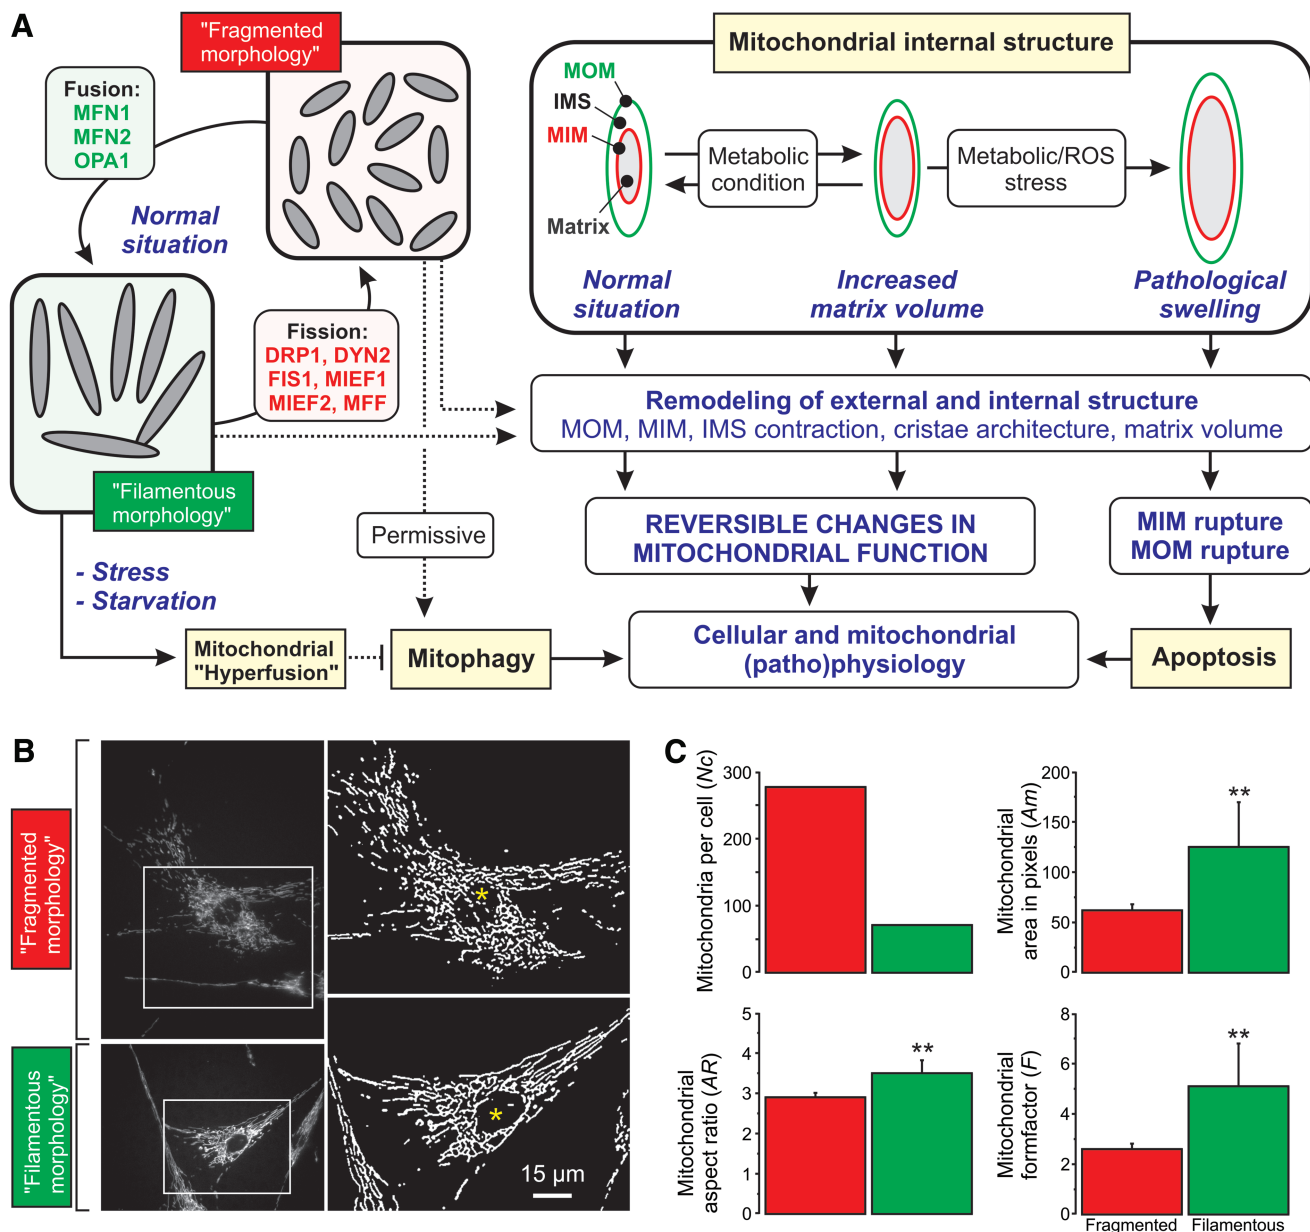 A
"Fragmented
morphology"
Fusion:
MFN1
MFN2
OPA1
Normal
situation
Fission:
DRP1, DYN2
FIS1, MIEF1
MIEF2, MFF
"Filamentous
morphology"
- Stress
- Starvation
Permissive
Mitochondrial
"Hyperfusion"
Mitophagy
Mitochondrial internal structure
MOM
IMS
MIM
Matrix
Metabolic
condition
Metabolic/ROS
stress
Normal
situation
Increased
matrix volume
Pathological
swelling
Remodeling of external and internal structure
MOM, MIM, IMS contraction, cristae architecture, matrix volume
REVERSIBLE CHANGES IN
MITOCHONDRIAL FUNCTION
MIM rupture
MOM rupture
Cellular and mitochondrial
(patho)physiology
Apoptosis
B
"Fragmented
morphology"
*
"Filamentous
morphology"
*
15 µm
C
Mitochondria per cell (Nc)
300
200
100
0
Mitochondrial
area in pixels (Am)
200
150
100
50
0
**
Mitochondrial
aspect ratio (AR)
5
4
3
2
1
0
**
Mitochondrial
formfactor (F)
8
6
4
2
0
**
Fragmented
Filamentous